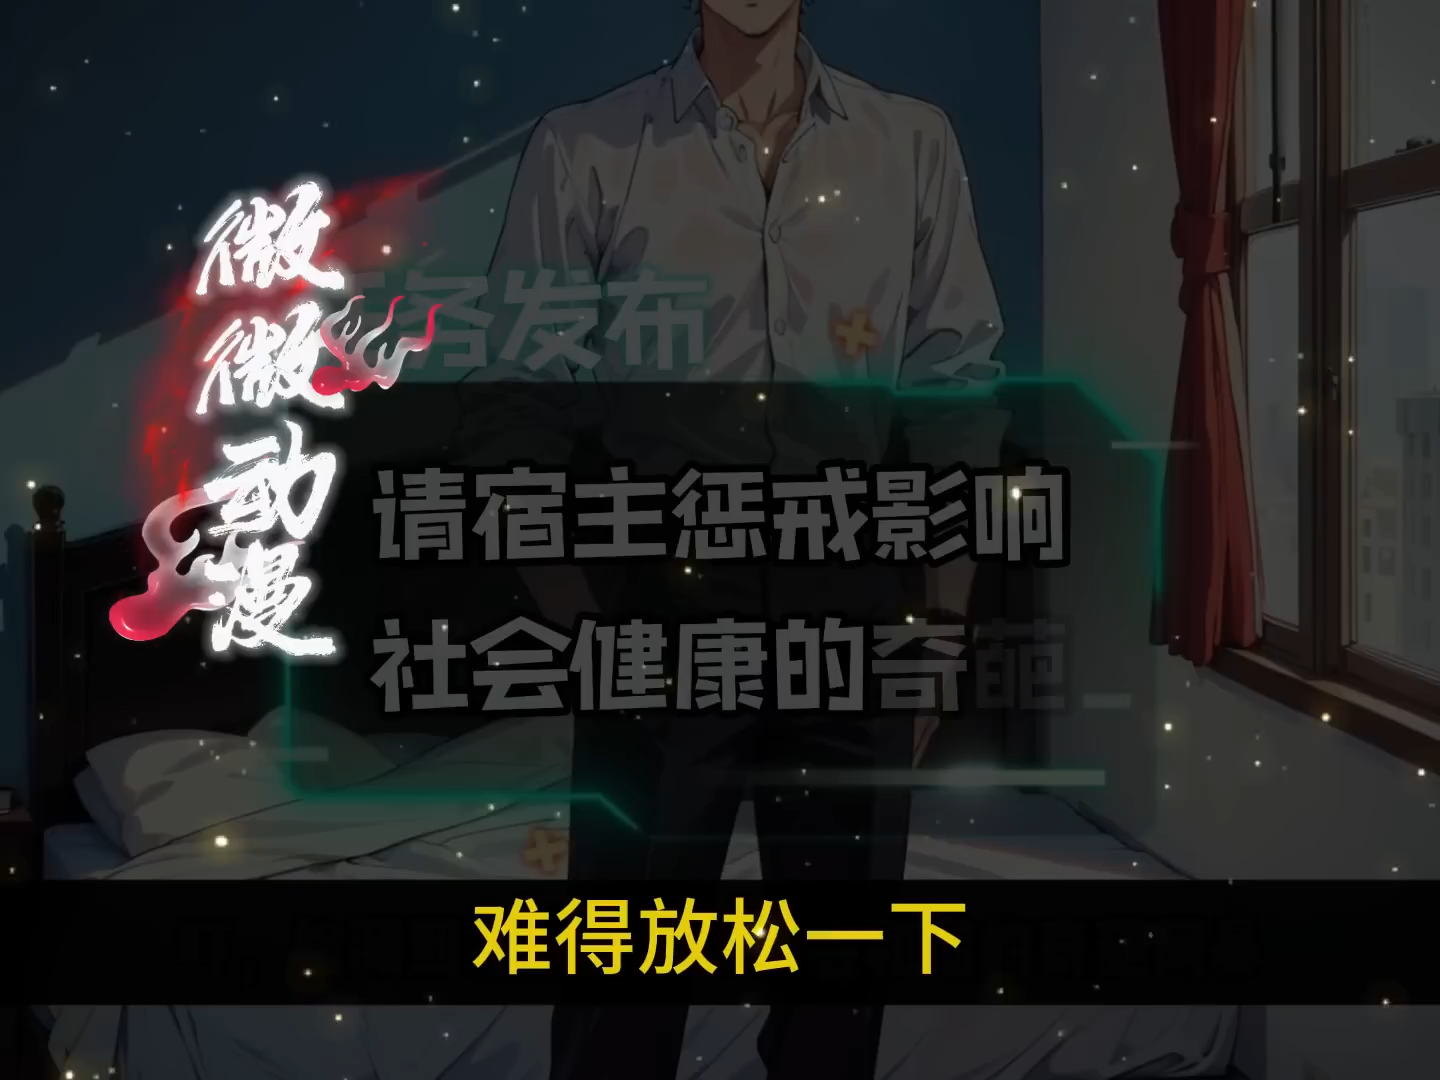 微微动漫
务发布
请宿主惩戒影响
社会健康的奇葩
难得放松一下